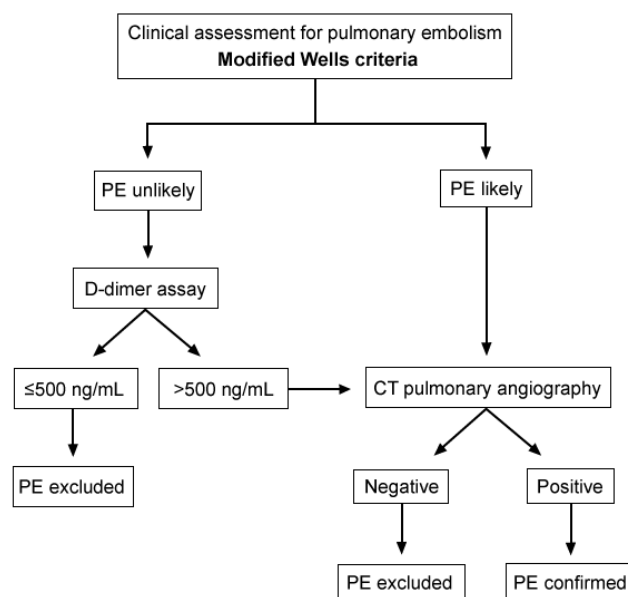 Clinical assessment for pulmonary embolism
Modified Wells criteria
PE unlikely
PE likely
D-dimer assay
≤500 ng/mL
>500 ng/mL
CT pulmonary angiography
PE excluded
Negative
Positive
PE excluded
PE confirmed